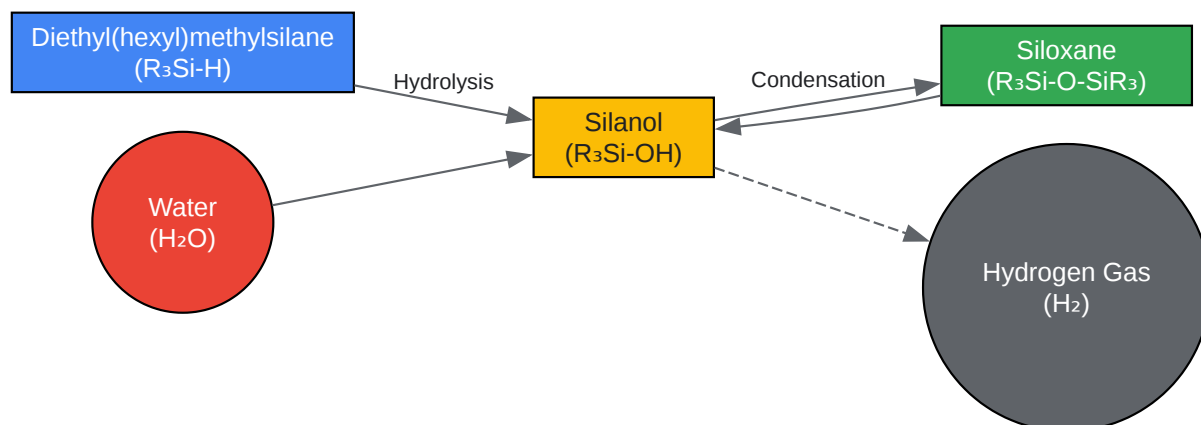 Diethyl(hexyl)methylsilane
(R₃Si-H)
Hydrolysis
Water
(H₂O)
Silanol
(R₃Si-OH)
Condensation
Siloxane
(R₃Si-O-SiR₃)
Hydrogen Gas
(H₂)